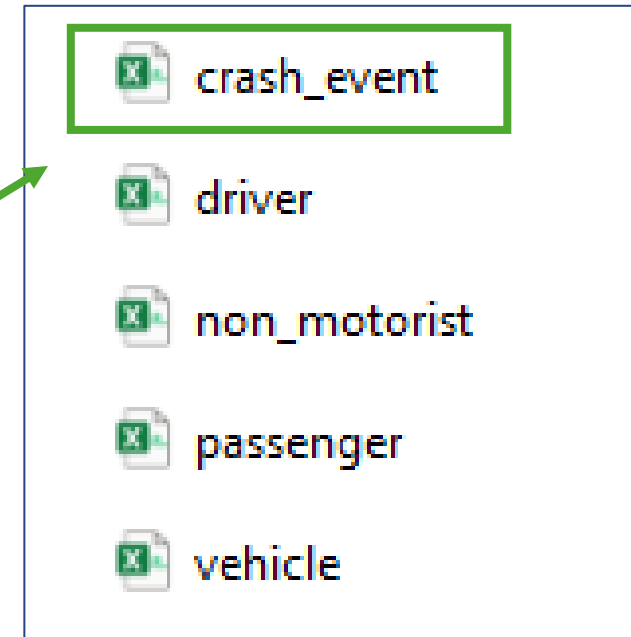 crash_event
driver
non_motorist
passenger
vehicle